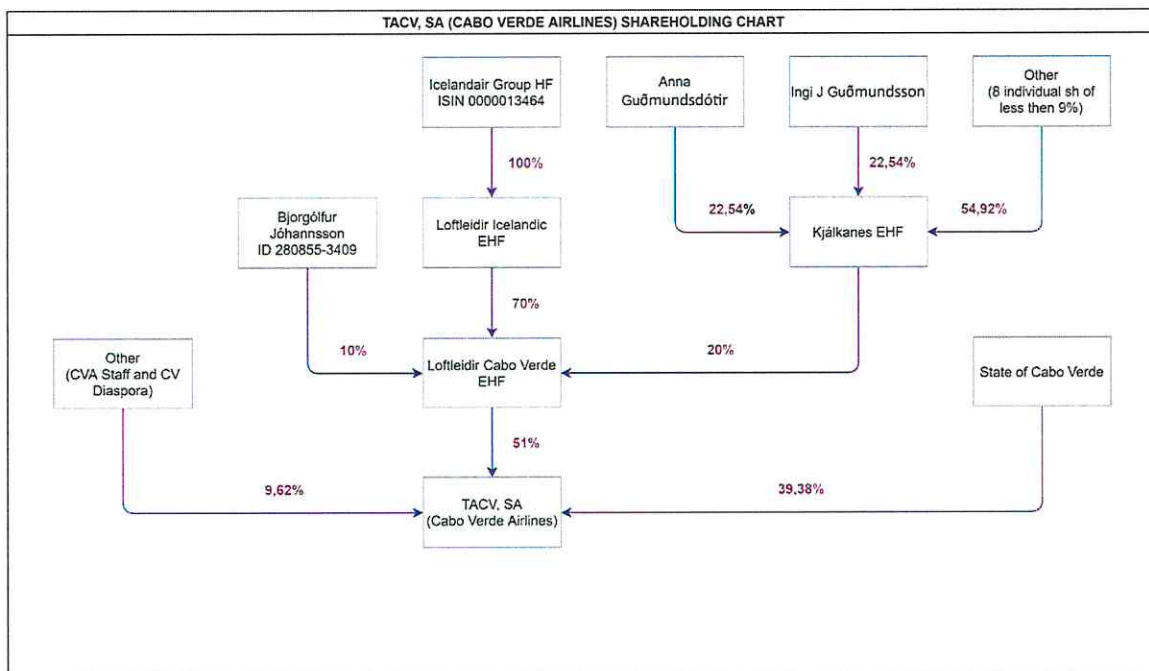 TACV, SA (CABO VERDE AIRLINES) SHAREHOLDING CHART
Icelandair Group HF
ISIN 0000013464
Anna
Guðmundsdótir
Ingi J Guðmundsson
Other
(8 individual sh of
less then 9%)
100%
22,54%
22,54%
54,92%
Bjorgólfur
Jóhannsson
ID 280855-3409
Loftleidir Icelandic
EHF
Kjálkanes EHF
70%
10%
20%
Other
(CVA Staff and CV
Diaspora)
Loftleidir Cabo Verde
EHF
State of Cabo Verde
51%
9,62%
39,38%
TACV, SA
(Cabo Verde Airlines)